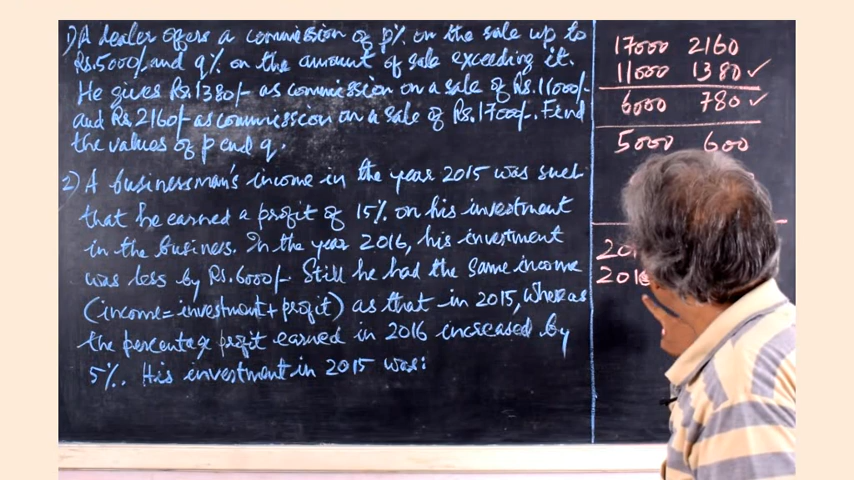 1) A dealer offers a commission of p% on the sale up to
Rs.5000/- and q% on the amount of sale exceeding it.
He gives Rs.1380/- as commission on a sale of Rs.11000/-
and Rs.2160/- as commission on a sale of Rs.17000/-. Find
the values of p and q.
2) A businessman's income in the year 2015 was such
that he earned a profit of 15% on his investment
in the business. In the year 2016, his investment
was less by Rs.6000/- Still he had the same income
(income=investment+profit) as that in 2015, whereas
the percentage profit earned in 2016 increased by
5%. His investment in 2015 was:
17000 2160
11000 1380 ✓
6000 780 ✓
5000 600
201
2016